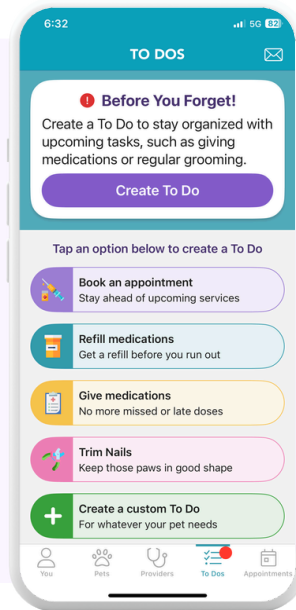 6:32
5G 82
TO DOS
Before You Forget!
Create a To Do to stay organized with
upcoming tasks, such as giving
medications or regular grooming.
Create To Do
Tap an option below to create a To Do
Book an appointment
Stay ahead of upcoming services
Refill medications
Get a refill before you run out
Give medications
No more missed or late doses
Trim Nails
Keep those paws in good shape
Create a custom To Do
For whatever your pet needs
You
Pets
Providers
To Dos
Appointments